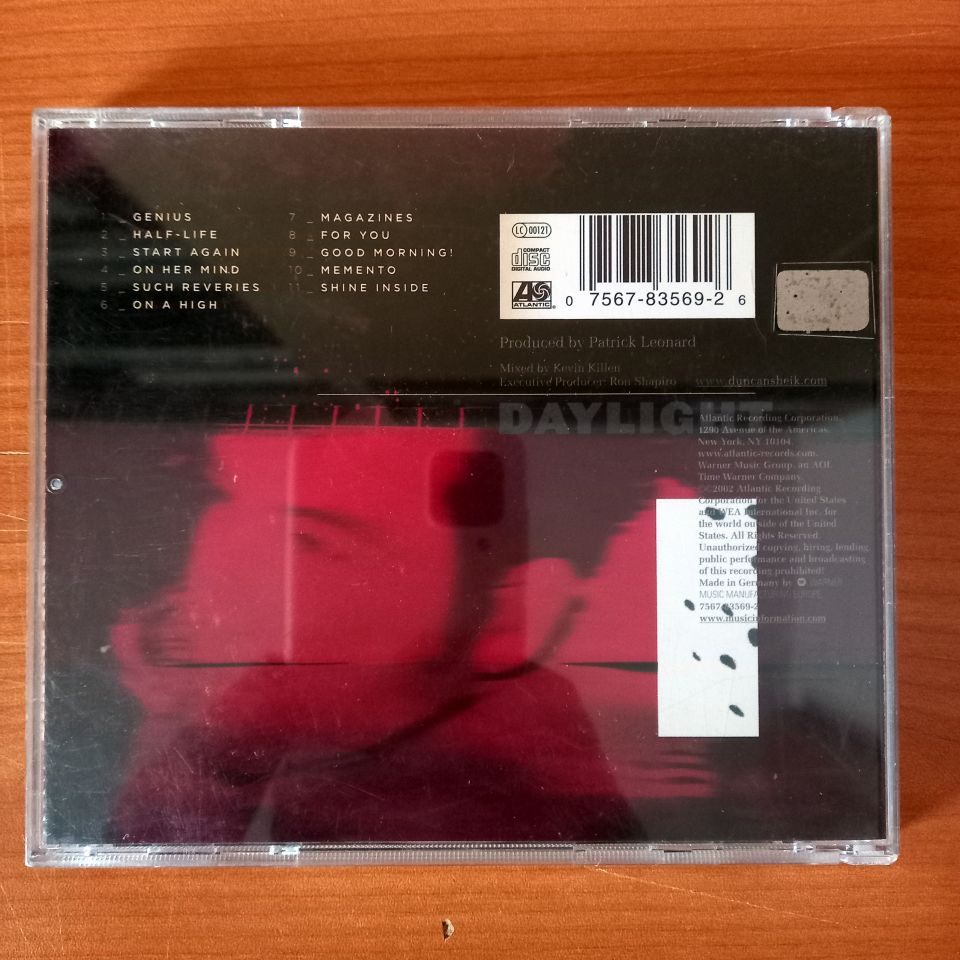 1 _ GENIUS
2 _ HALF-LIFE
3 _ START AGAIN
4 _ ON HER MIND
5 _ SUCH REVERIES
6 _ ON A HIGH
7 _ MAGAZINES
8 _ FOR YOU
9 _ GOOD MORNING!
10 _ MEMENTO
11 _ SHINE INSIDE
LC 00121
COMPACT
disc
DIGITAL AUDIO
ATLANTIC
0 7567-83569-2 6
Produced by Patrick Leonard
Mixed by Kevin Killen
Executive Producer: Ron Shapiro www.duncansheik.com
DAYLIGHT
Atlantic Recording Corporation,
1290 Avenue of the Americas,
New York, NY 10104.
www.atlantic-records.com.
Warner Music Group, an AOL
Time Warner Company.
©2002 Atlantic Recording
Corporation for the United States
and WEA International Inc. for
the world outside of the United
States. All Rights Reserved.
Unauthorized copying, hiring, lending,
public performance and broadcasting
of this recording prohibited!
Made in Germany by WARNER
MUSIC MANUFACTURING EUROPE.
7567-83569-2
www.musicinformation.com